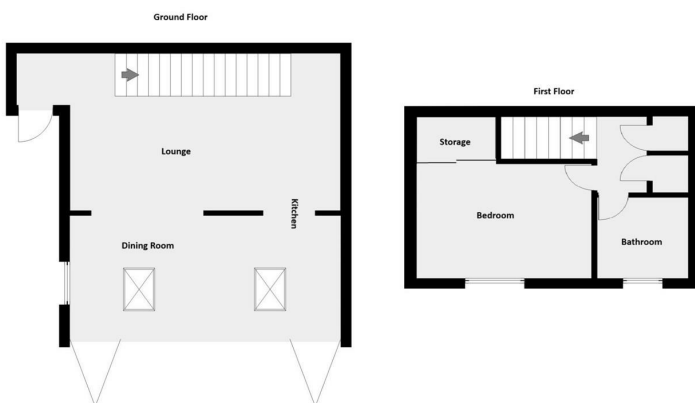 Ground Floor
Lounge
Kitchen
Dining Room
First Floor
Storage
Bedroom
Bathroom